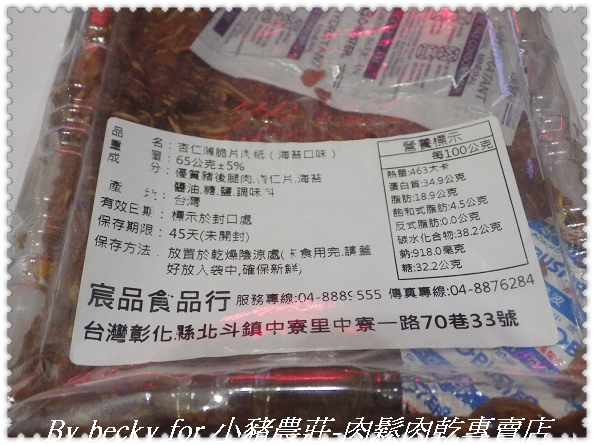 品 名：杏仁薄脆片肉紙（海苔口味）
重 量：65公克±5%
成 分：優質豬後腿肉.杏仁片.海苔
醬油.糖.鹽.調味料
產 地：台灣
有效日期：標示於封口處
保存期限：45天(未開封)
保存方法：放置於乾燥陰涼處(未食用完.請蓋
好放入袋中,確保新鮮)
營養標示
每100公克
熱量:463大卡
蛋白質:34.9公克
脂肪:18.9公克
飽和式脂肪:4.5公克
反式脂肪:0.0公克
碳水化合物:38.2公克
鈉:918.0毫克
糖:32.2公克
宸品食品行 服務專線:04-8889555 傳真專線:04-8876284
台灣彰化縣北斗鎮中寮里中寮一路70巷33號
By becky for 小豬農莊-肉鬆肉乾專賣店